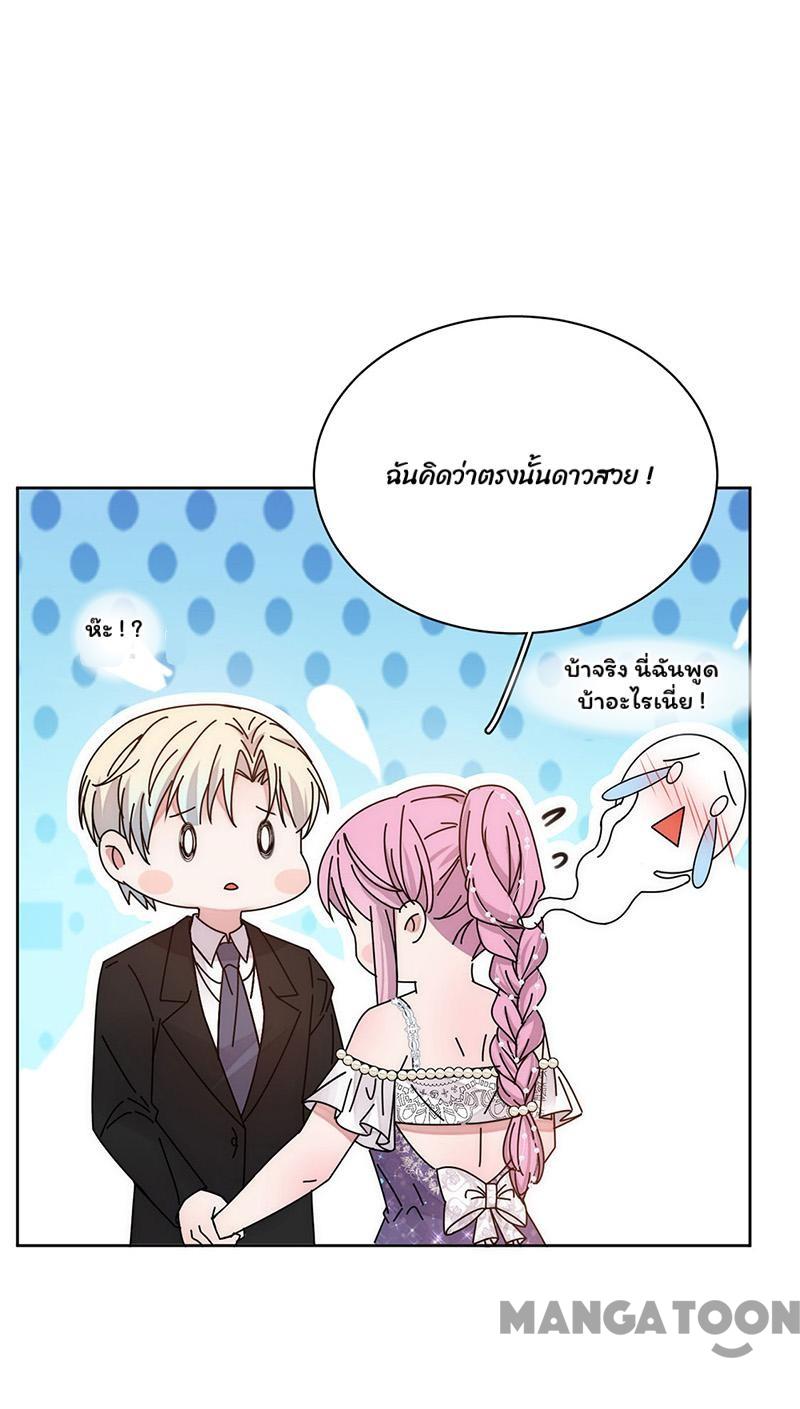 ฉันคิดว่าตรงนั้นดาวสวย !
ห๊ะ ! ?
บ้าจริง นี่ฉันพูด
บ้าอะไรเนี่ย !
MANGATOON